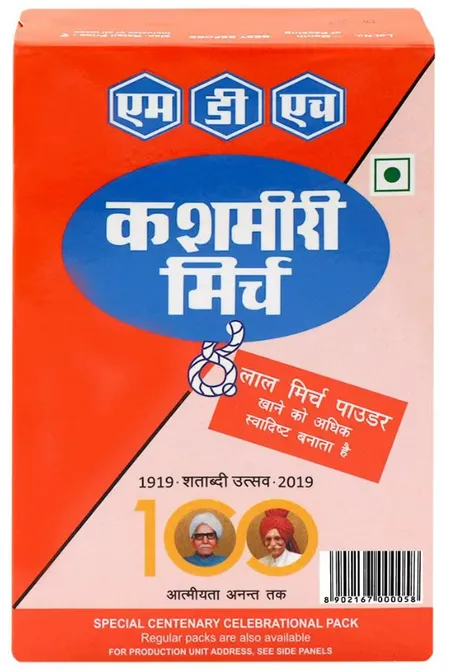 एम डी एच
कशमीरी
मिर्च
लाल मिर्च पाउडर
खाने को अधिक
स्वादिष्ट बनाता है
1919 · शताब्दी उत्सव · 2019
100
आत्मीयता अनन्त तक
8 902167 000058
SPECIAL CENTENARY CELEBRATIONAL PACK
Regular packs are also available
FOR PRODUCTION UNIT ADDRESS, SEE SIDE PANELS